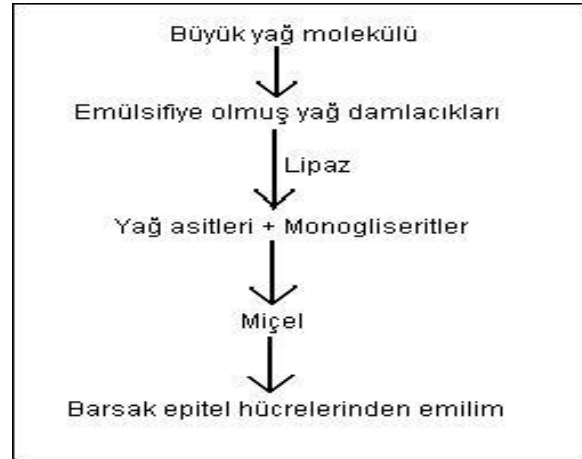 Büyük yağ molekülü
Emülsifiye olmuş yağ damlacıkları
Lipaz
Yağ asitleri + Monogliseritler
Miçel
Barsak epitel hücrelerinden emilim